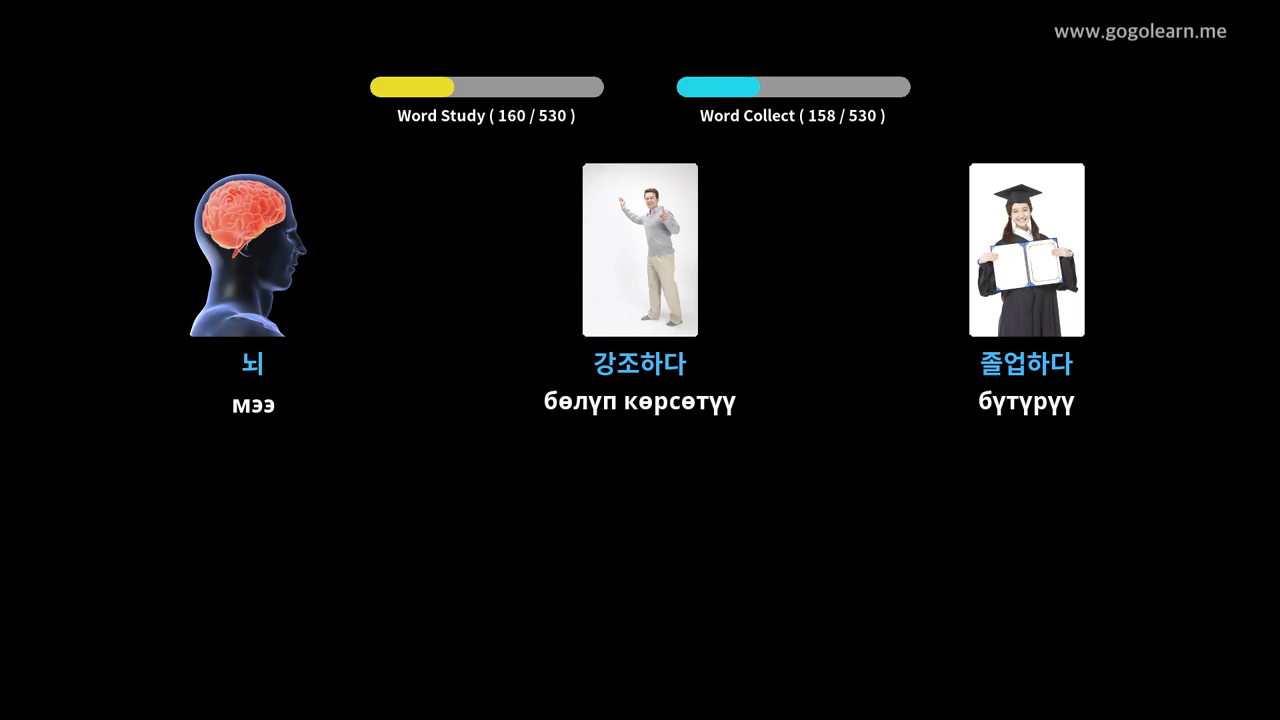 www.gogolearn.me
Word Study ( 160 / 530 )
Word Collect ( 158 / 530 )
뇌
мээ
강조하다
бөлүп көрсөтүү
졸업하다
бүтүрүү